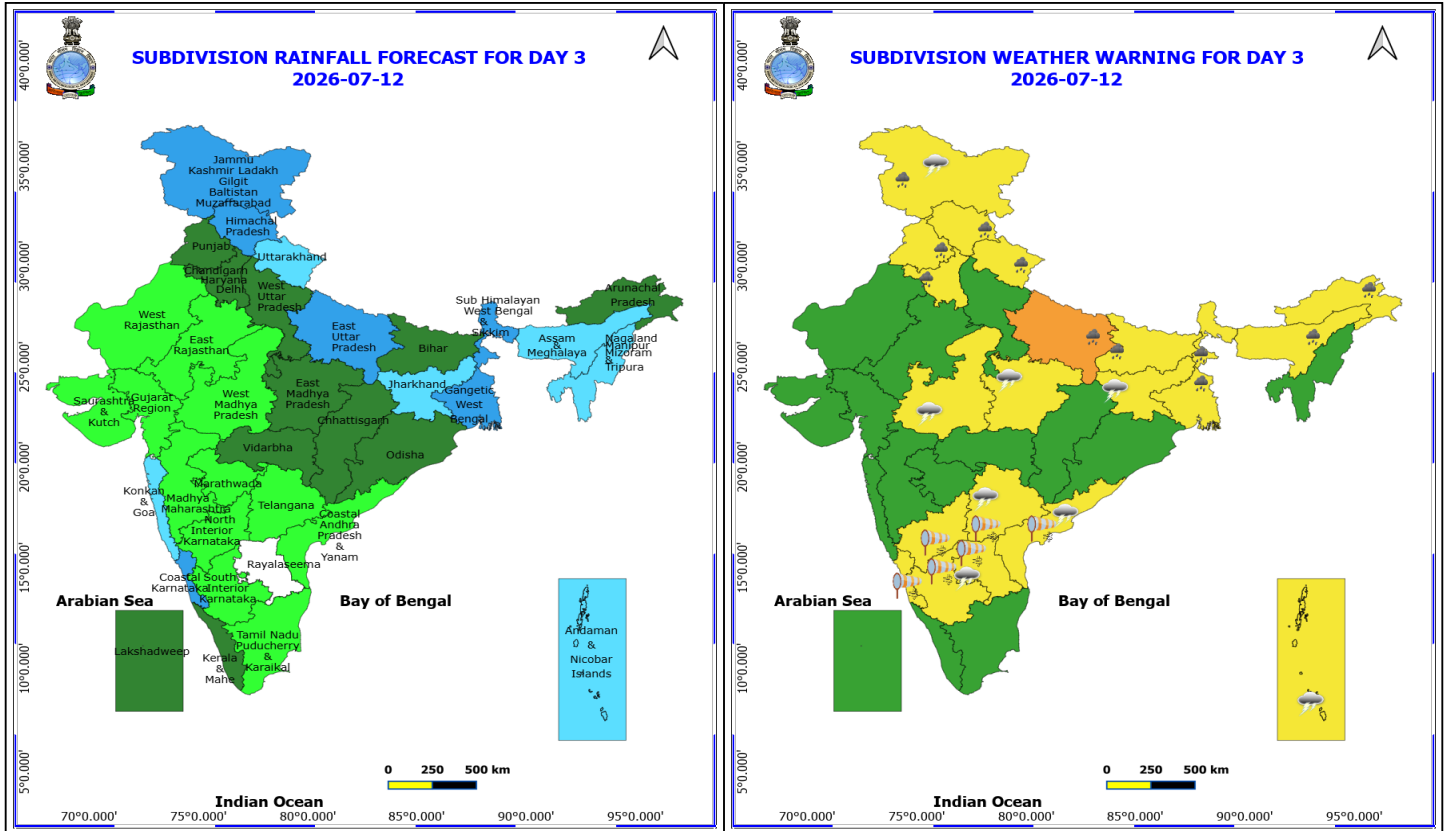 SUBDIVISION RAINFALL FORECAST FOR DAY 3
2026-07-12
40°0.000'
35°0.000'
30°0.000'
25°0.000'
20°0.000'
15°0.000'
10°0.000'
5°0.000'
Jammu
Kashmir Ladakh
Gilgit
Baltistan
Muzaffarabad
Himachal
Pradesh
Punjab
Uttarakhand
Chandigarh
Haryana
Delhi
West
Uttar
Pradesh
Arunachal
Pradesh
Sub Himalayan
West Bengal
&
Sikkim
West
Rajasthan
East
Rajasthan
East
Uttar
Pradesh
Bihar
Assam
&
Meghalaya
Nagaland
Manipur
Mizoram
&
Tripura
Jharkhand
Gangetic
West
Bengal
Saurashtra
&
Kutch
Gujarat
Region
West
Madhya
Pradesh
East
Madhya
Pradesh
Chhattisgarh
Vidarbha
Odisha
Konkan
&
Goa
Marathwada
Madhya
Maharashtra
Telangana
North
Interior
Karnataka
Coastal
Andhra
Pradesh
&
Yanam
Rayalaseema
Coastal
Karnataka
South
Interior
Karnataka
Arabian Sea
Bay of Bengal
Lakshadweep
Kerala
&
Mahe
Tamil Nadu
Puducherry
&
Karaikal
Andaman
&
Nicobar
Islands
0 250 500 km
Indian Ocean
70°0.000' 75°0.000' 80°0.000' 85°0.000' 90°0.000' 95°0.000'
SUBDIVISION WEATHER WARNING FOR DAY 3
2026-07-12
40°0.000'
35°0.000'
30°0.000'
25°0.000'
20°0.000'
15°0.000'
10°0.000'
5°0.000'
Arabian Sea
Bay of Bengal
0 250 500 km
Indian Ocean
70°0.000' 75°0.000' 80°0.000' 85°0.000' 90°0.000' 95°0.000'